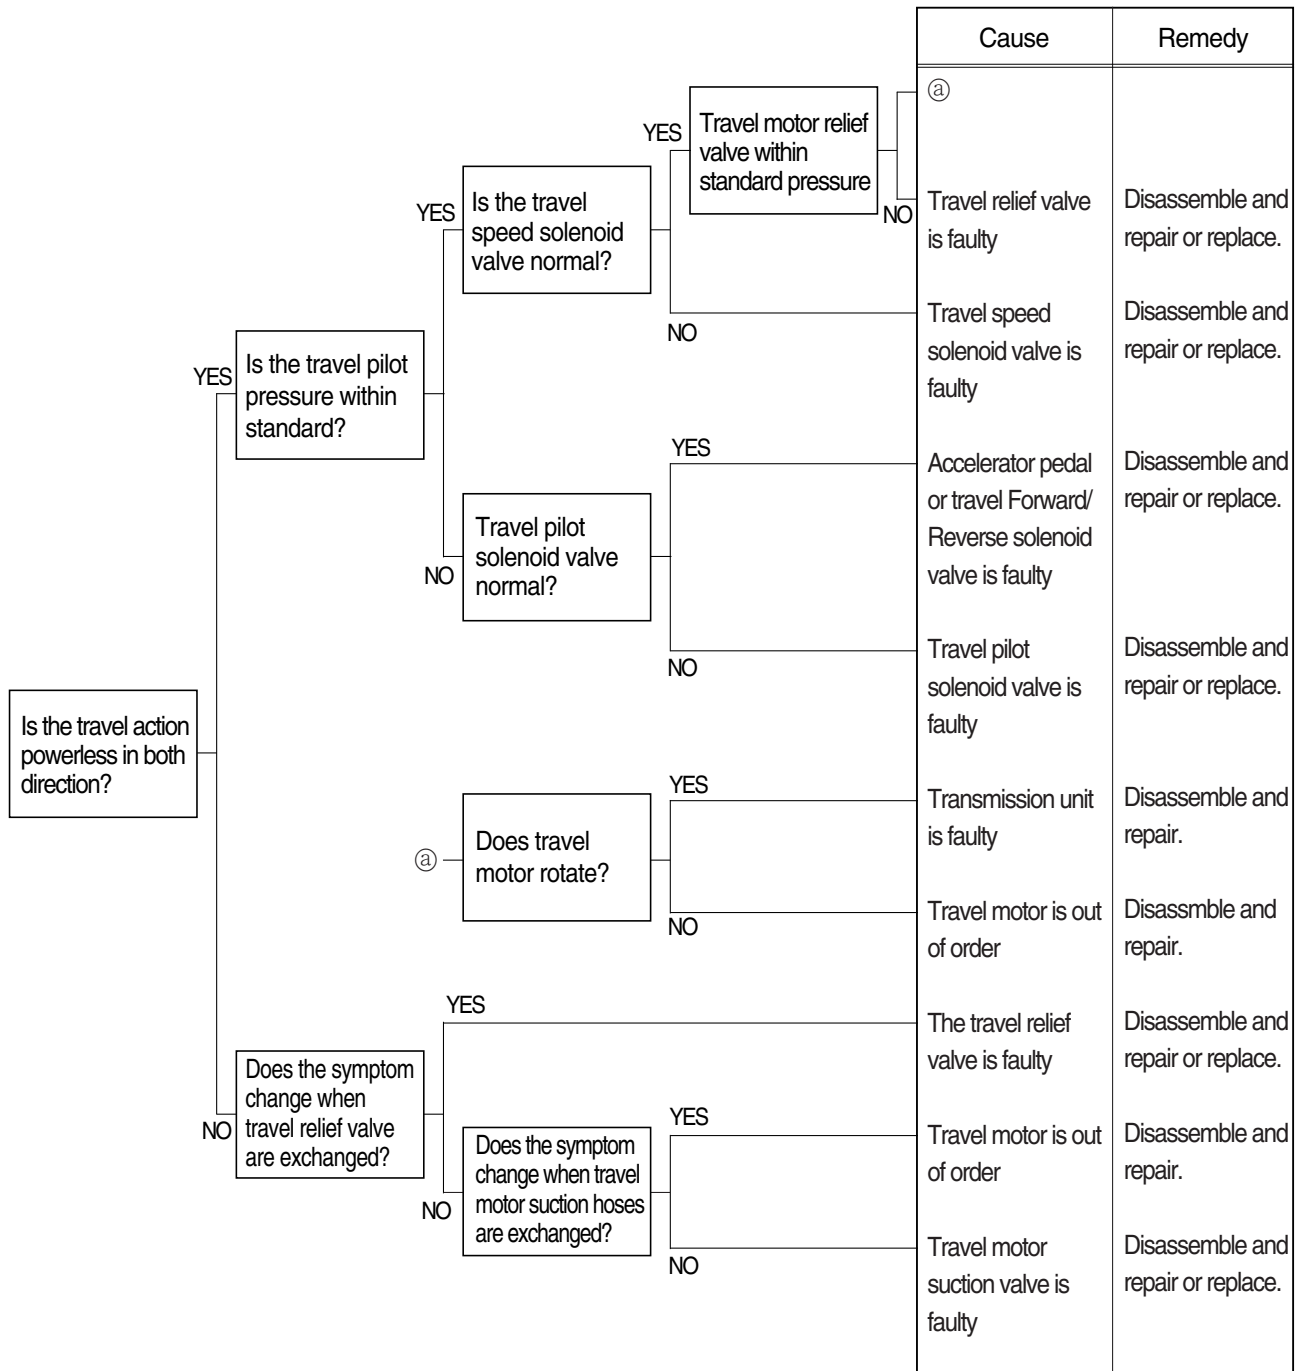 Cause
Remedy
ⓐ
YES
Travel motor relief
valve within
standard pressure
NO
Travel relief valve
is faulty
Disassemble and
repair or replace.
YES
Is the travel
speed solenoid
valve normal?
NO
Travel speed
solenoid valve is
faulty
Disassemble and
repair or replace.
YES
Is the travel pilot
pressure within
standard?
YES
Accelerator pedal
or travel Forward/
Reverse solenoid
valve is faulty
Disassemble and
repair or replace.
NO
Travel pilot
solenoid valve
normal?
NO
Travel pilot
solenoid valve is
faulty
Disassemble and
repair or replace.
Is the travel action
powerless in both
direction?
ⓐ
Does travel
motor rotate?
YES
Transmission unit
is faulty
Disassemble and
repair.
NO
Travel motor is out
of order
Disassmble and
repair.
NO
Does the symptom
change when
travel relief valve
are exchanged?
YES
The travel relief
valve is faulty
Disassemble and
repair or replace.
NO
Does the symptom
change when travel
motor suction hoses
are exchanged?
YES
Travel motor is out
of order
Disassemble and
repair.
NO
Travel motor
suction valve is
faulty
Disassemble and
repair or replace.